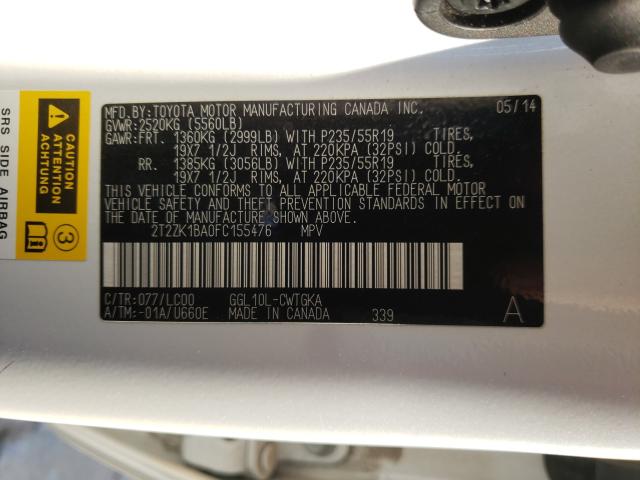 MFD.BY:TOYOTA MOTOR MANUFACTURING CANADA INC. 05/14
GVWR:2520KG (5560LB)
GAWR:FRT. 1360KG (2999LB) WITH P235/55R19 TIRES,
19X7 1/2J RIMS, AT 220KPA (32PSI) COLD.
RR. 1385KG (3056LB) WITH P235/55R19 TIRES,
19X7 1/2J RIMS, AT 220KPA (32PSI) COLD.
THIS VEHICLE CONFORMS TO ALL APPLICABLE FEDERAL MOTOR
VEHICLE SAFETY AND THEFT PREVENTION STANDARDS IN EFFECT ON
THE DATE OF MANUFACTURE SHOWN ABOVE.
2T2ZK1BA0FC155476 MPV
C/TR:077/LC00 GGL10L-CWTGKA
A/TM:-01A/U660E MADE IN CANADA 339 A
CAUTION
ATTENTION
ACHTUNG
3
SRS SIDE AIRBAG